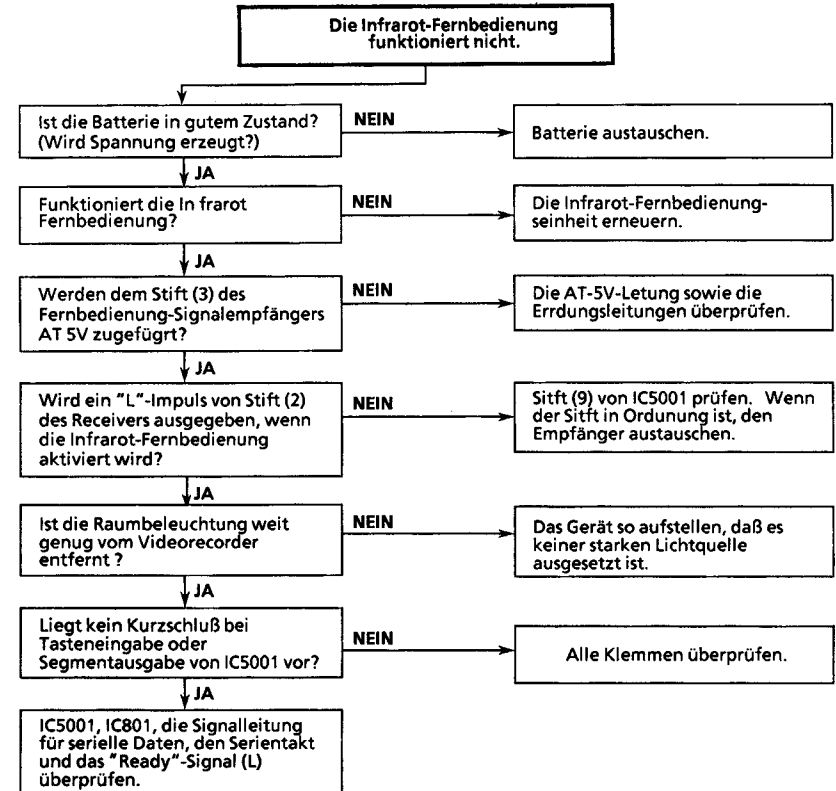 Die Infrarot-Fernbedienung
funktioniert nicht.
Ist die Batterie in gutem Zustand?
(Wird Spannung erzeugt?)
NEIN
Batterie austauschen.
JA
Funktioniert die In frarot
Fernbedienung?
NEIN
Die Infrarot-Fernbedienung-
seinheit erneuern.
JA
Werden dem Stift (3) des
Fernbedienung-Signalempfängers
AT 5V zugefügrt?
NEIN
Die AT-5V-Letung sowie die
Errdungsleitungen überprüfen.
JA
Wird ein "L"-Impuls von Stift (2)
des Receivers ausgegeben, wenn
die Infrarot-Fernbedienung
aktiviert wird?
NEIN
Sitft (9) von IC5001 prüfen. Wenn
der Sitft in Ordunung ist, den
Empfänger austauschen.
JA
Ist die Raumbeleuchtung weit
genug vom Videorecorder
entfernt ?
NEIN
Das Gerät so aufstellen, daß es
keiner starken Lichtquelle
ausgesetzt ist.
JA
Liegt kein Kurzschluß bei
Tasteneingabe oder
Segmentausgabe von IC5001 vor?
NEIN
Alle Klemmen überprüfen.
JA
IC5001, IC801, die Signalleitung
für serielle Daten, den Serientakt
und das "Ready"-Signal (L)
überprüfen.